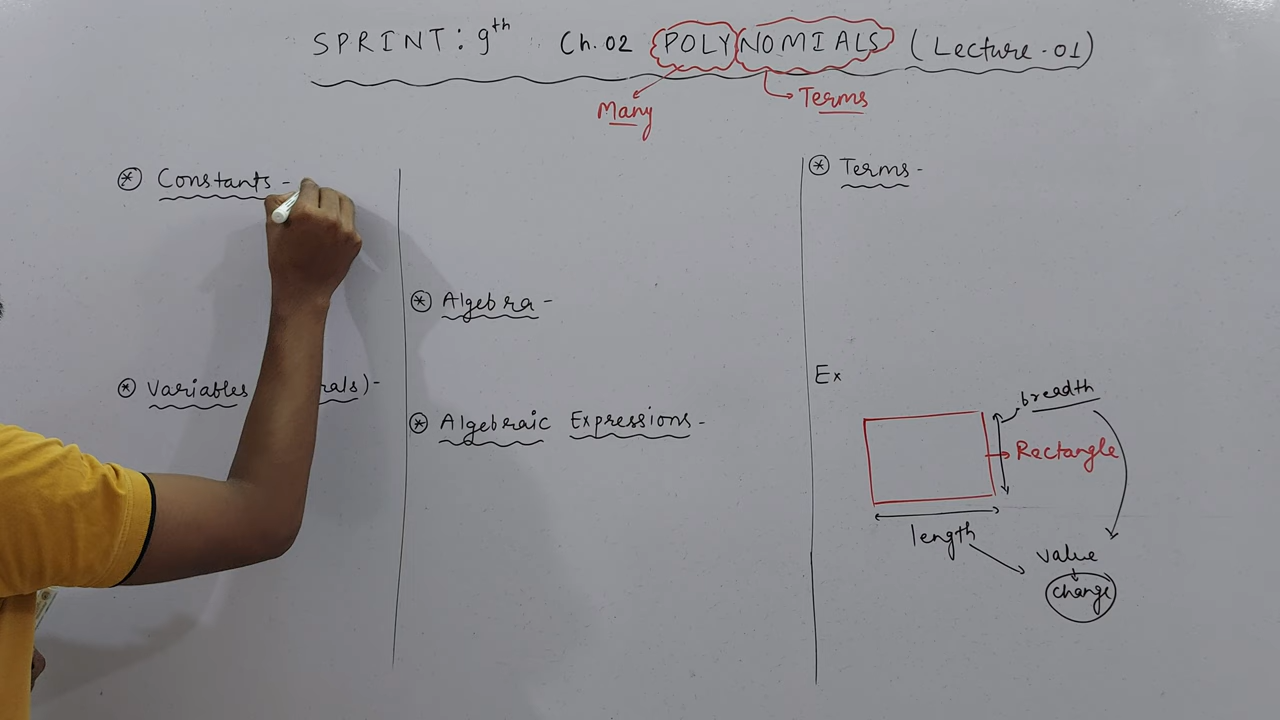 SPRINT: 9th Ch. 02 POLYNOMIALS (Lecture - 01)
Many
Terms
* Constants -
* Variables rals) -
* Algebra -
* Algebraic Expressions -
* Terms -
Ex
breadth
Rectangle
length
value
change